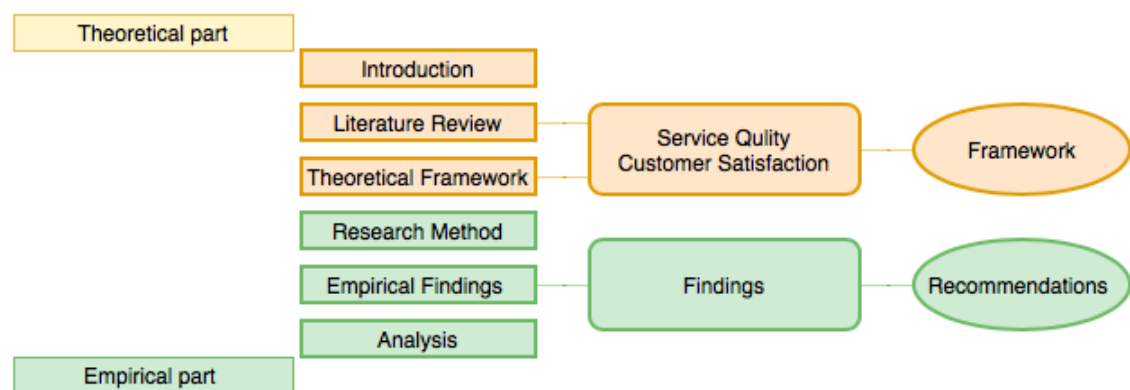 Theoretical part
Introduction
Literature Review
Theoretical Framework
Service Qulity
Customer Satisfaction
Framework
Research Method
Empirical Findings
Analysis
Findings
Recommendations
Empirical part